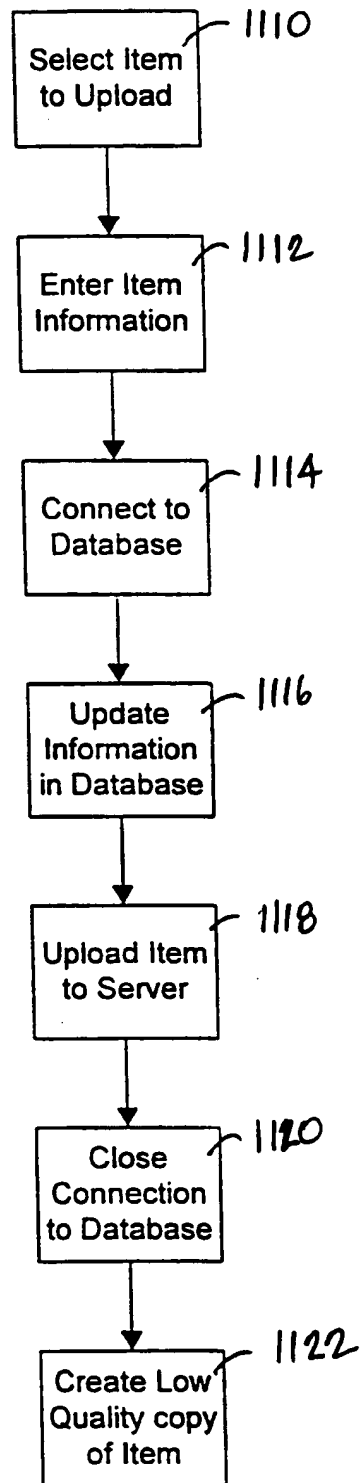 1110
Select Item
to Upload
1112
Enter Item
Information
1114
Connect to
Database
1116
Update
Information
in Database
1118
Upload Item
to Server
1120
Close
Connection
to Database
1122
Create Low
Quality copy
of Item